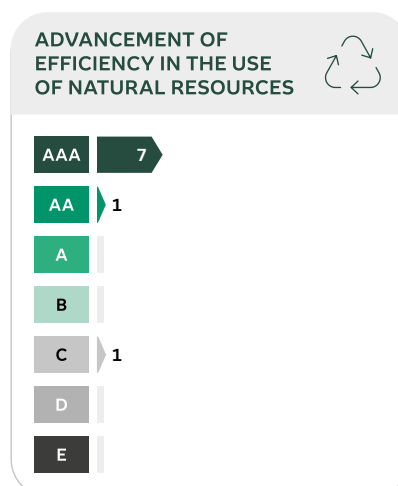 ADVANCEMENT OF
EFFICIENCY IN THE USE
OF NATURAL RESOURCES
AAA 7
AA 1
A
B
C 1
D
E